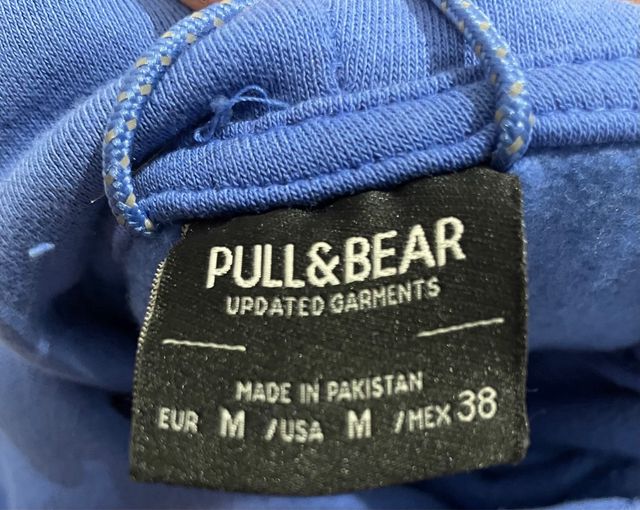 PULL&BEAR
UPDATED GARMENTS
MADE IN PAKISTAN
EUR M /USA M /MEX 38